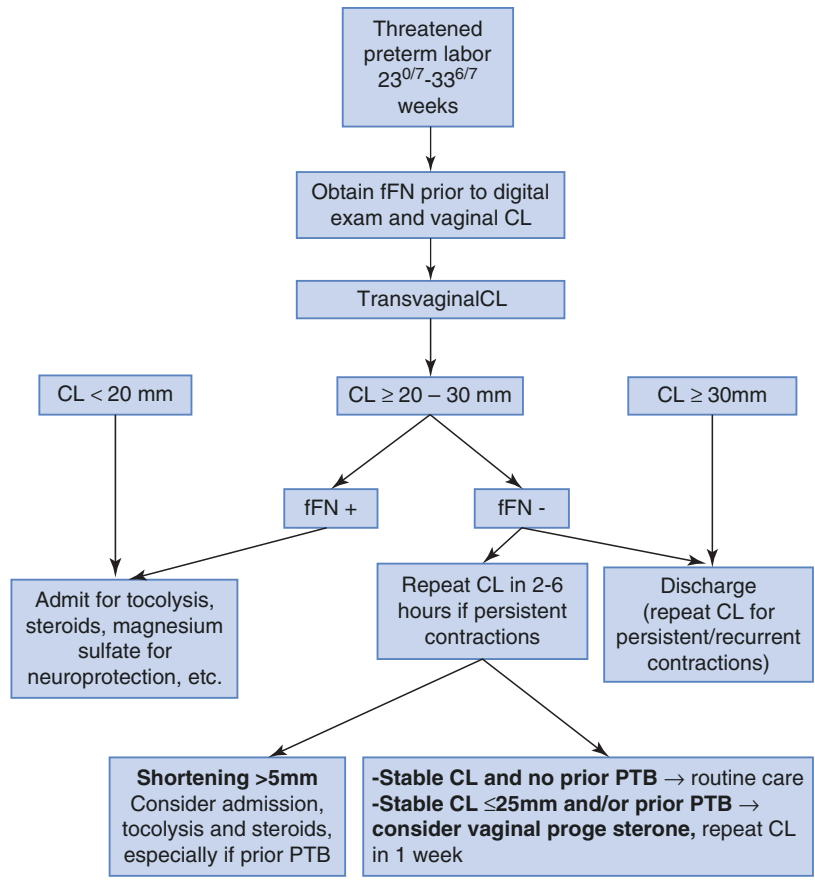 Threatened
preterm labor
23⁰/⁷-33⁶/⁷
weeks
Obtain fFN prior to digital
exam and vaginal CL
TransvaginalCL
CL < 20 mm
CL ≥ 20 – 30 mm
CL ≥ 30mm
fFN +
fFN -
Admit for tocolysis,
steroids, magnesium
sulfate for
neuroprotection, etc.
Repeat CL in 2-6
hours if persistent
contractions
Discharge
(repeat CL for
persistent/recurrent
contractions)
Shortening >5mm
Consider admission,
tocolysis and steroids,
especially if prior PTB
-Stable CL and no prior PTB → routine care
-Stable CL ≤25mm and/or prior PTB →
consider vaginal proge sterone, repeat CL
in 1 week